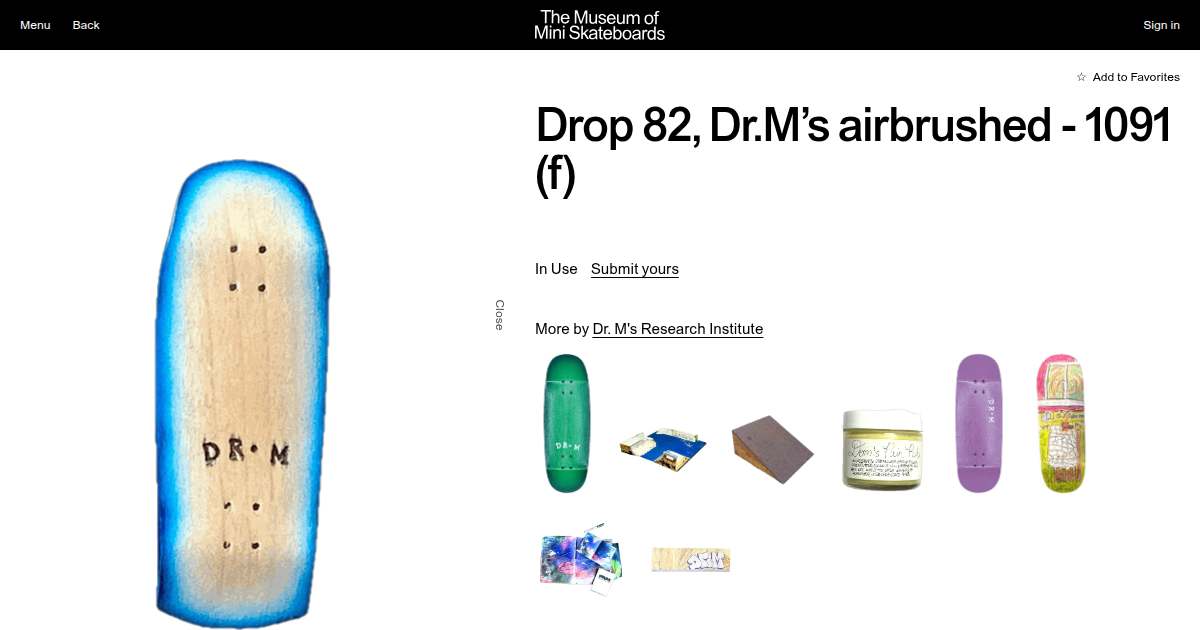 Menu
Back
The Museum of
Mini Skateboards
Sign in
☆ Add to Favorites
Drop 82, Dr.M’s airbrushed - 1091
(f)
In Use
Submit yours
Close
More by Dr. M's Research Institute
DR•M
DR•M
DR•M